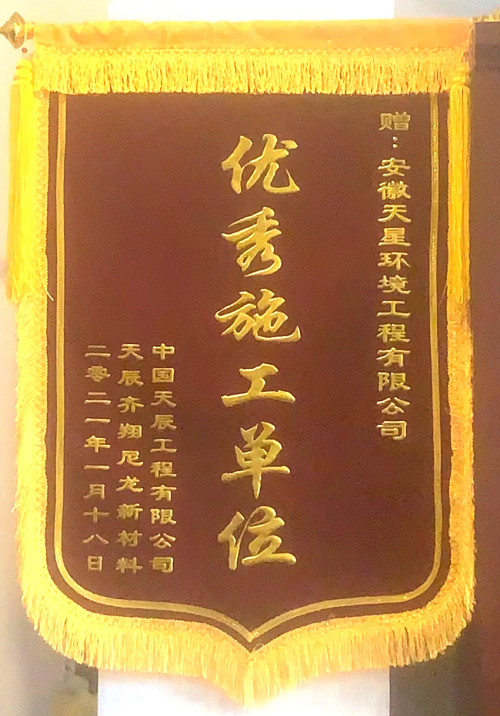 赠：安徽天星环境工程有限公司
优秀施工单位
中国天辰工程有限公司
天辰齐翔尼龙新材料
二零二一年一月十八日